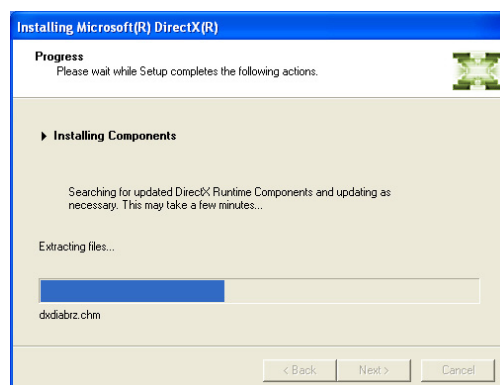 Installing Microsoft(R) DirectX(R)
Progress
Please wait while Setup completes the following actions.
Installing Components
Searching for updated DirectX Runtime Components and updating as
necessary. This may take a few minutes...
Extracting files...
dxdiabrz.chm
< Back Next > Cancel